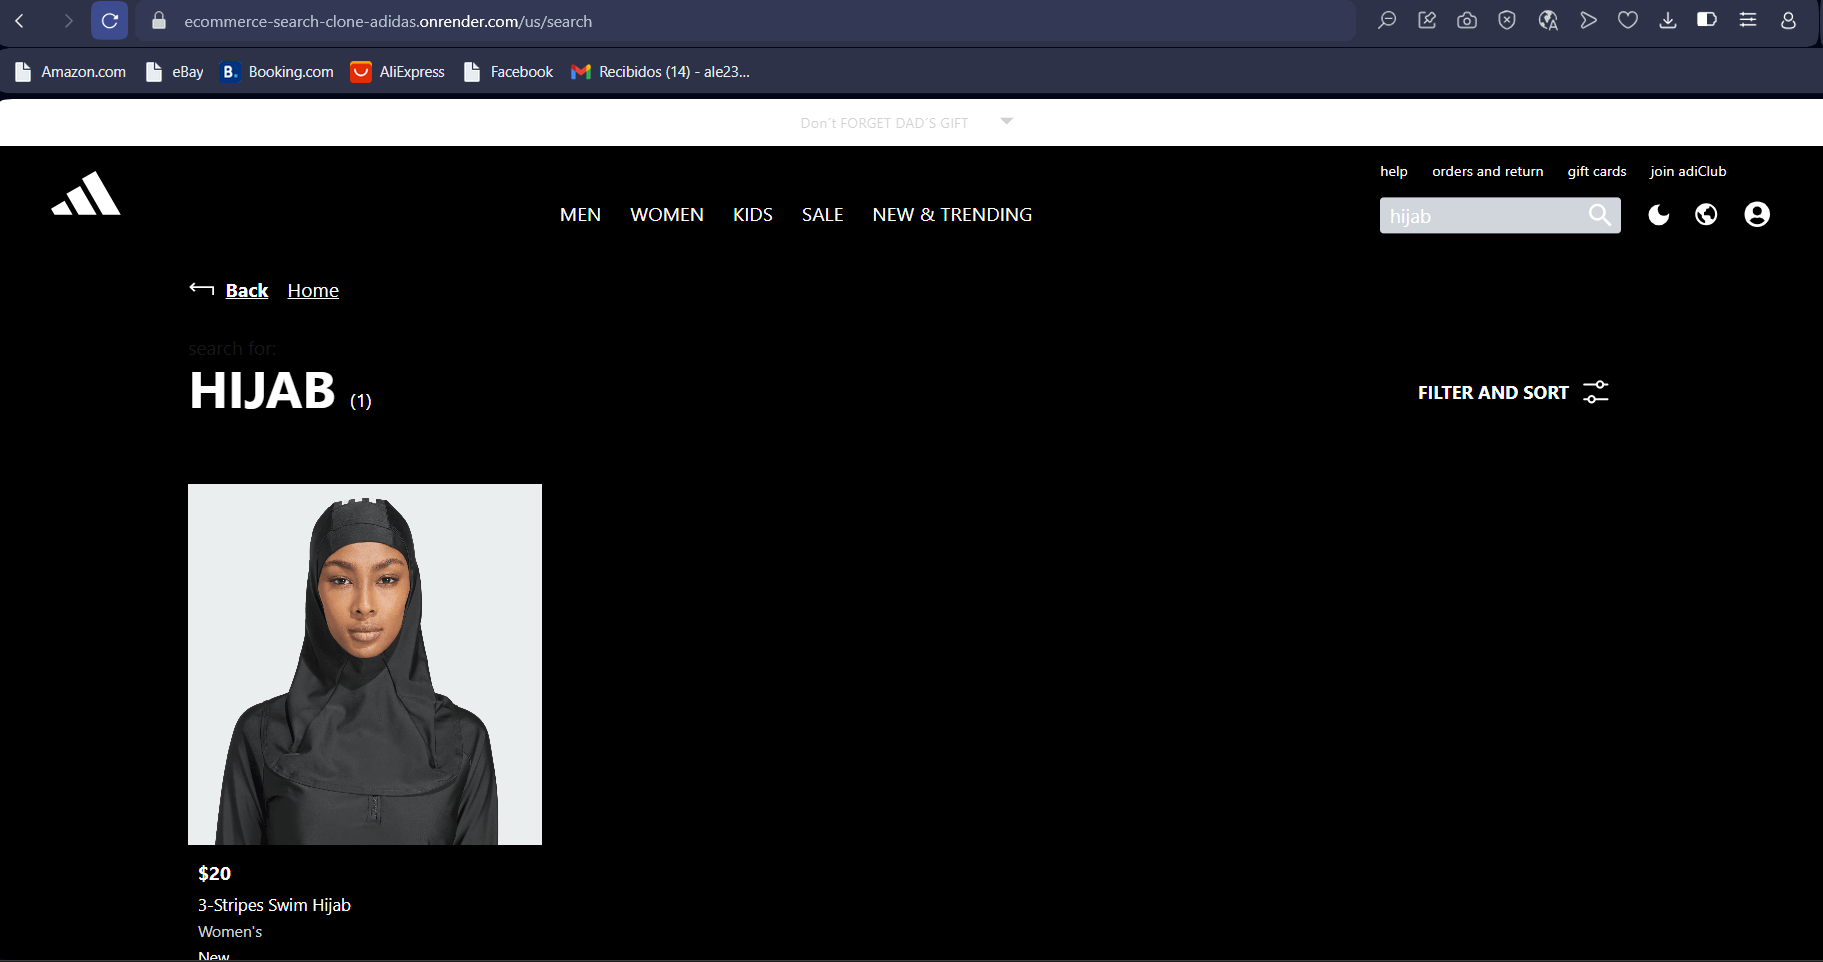 ecommerce-search-clone-adidas.onrender.com/us/search
Amazon.com eBay B. Booking.com AliExpress Facebook Recibidos (14) - ale23...
Don´t FORGET DAD´S GIFT
help orders and return gift cards join adiClub
MEN WOMEN KIDS SALE NEW & TRENDING hijab
Back Home
search for:
HIJAB (1)
FILTER AND SORT
$20
3-Stripes Swim Hijab
Women's
New